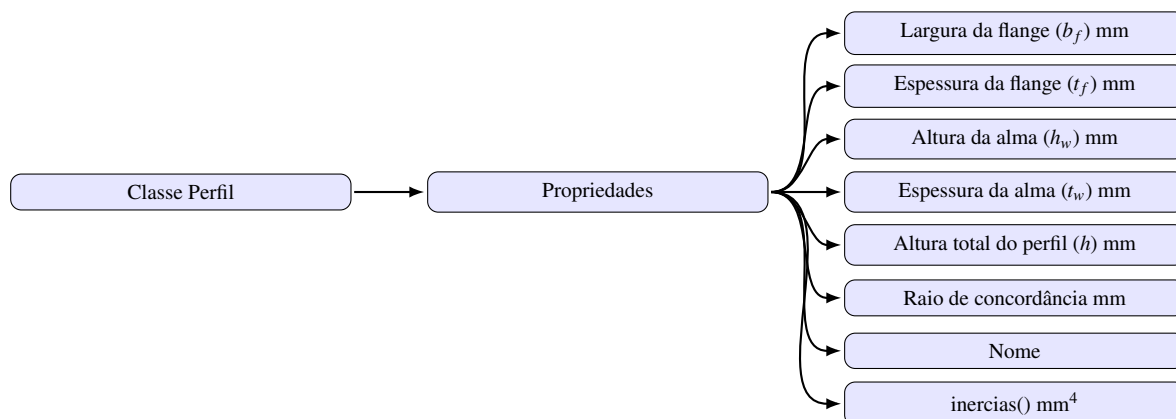 Classe Perfil
Propriedades
Largura da flange (b_f) mm
Espessura da flange (t_f) mm
Altura da alma (h_w) mm
Espessura da alma (t_w) mm
Altura total do perfil (h) mm
Raio de concordância mm
Nome
inercias() mm⁴